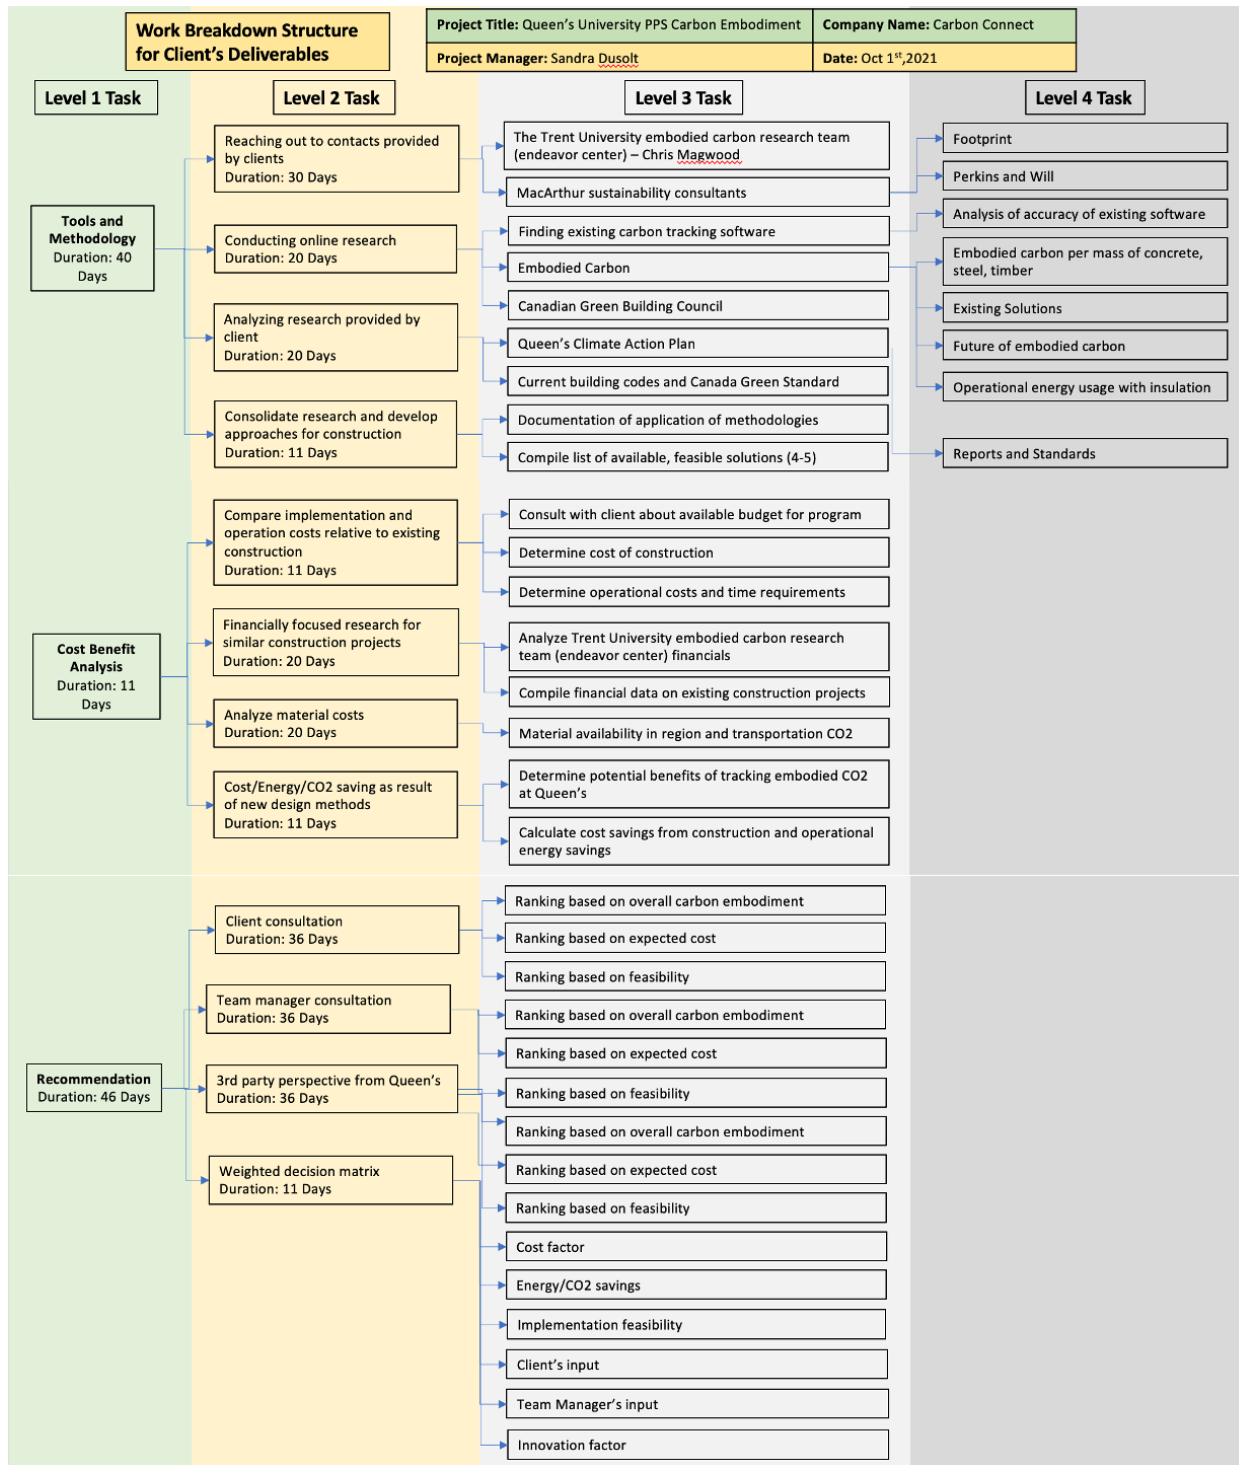 Work Breakdown Structure
for Client's Deliverables
Project Title: Queen's University PPS Carbon Embodiment
Company Name: Carbon Connect
Project Manager: Sandra Dusolt
Date: Oct 1st,2021
Level 1 Task
Level 2 Task
Level 3 Task
Level 4 Task
Tools and
Methodology
Duration: 40
Days
Reaching out to contacts provided
by clients
Duration: 30 Days
Conducting online research
Duration: 20 Days
Analyzing research provided by
client
Duration: 20 Days
Consolidate research and develop
approaches for construction
Duration: 11 Days
The Trent University embodied carbon research team
(endeavor center) – Chris Magwood
MacArthur sustainability consultants
Finding existing carbon tracking software
Embodied Carbon
Canadian Green Building Council
Queen's Climate Action Plan
Current building codes and Canada Green Standard
Documentation of application of methodologies
Compile list of available, feasible solutions (4-5)
Footprint
Perkins and Will
Analysis of accuracy of existing software
Embodied carbon per mass of concrete,
steel, timber
Existing Solutions
Future of embodied carbon
Operational energy usage with insulation
Reports and Standards
Cost Benefit
Analysis
Duration: 11
Days
Compare implementation and
operation costs relative to existing
construction
Duration: 11 Days
Financially focused research for
similar construction projects
Duration: 20 Days
Analyze material costs
Duration: 20 Days
Cost/Energy/CO2 saving as result
of new design methods
Duration: 11 Days
Consult with client about available budget for program
Determine cost of construction
Determine operational costs and time requirements
Analyze Trent University embodied carbon research
team (endeavor center) financials
Compile financial data on existing construction projects
Material availability in region and transportation CO2
Determine potential benefits of tracking embodied CO2
at Queen's
Calculate cost savings from construction and operational
energy savings
Recommendation
Duration: 46 Days
Client consultation
Duration: 36 Days
Team manager consultation
Duration: 36 Days
3rd party perspective from Queen's
Duration: 36 Days
Weighted decision matrix
Duration: 11 Days
Ranking based on overall carbon embodiment
Ranking based on expected cost
Ranking based on feasibility
Ranking based on overall carbon embodiment
Ranking based on expected cost
Ranking based on feasibility
Ranking based on overall carbon embodiment
Ranking based on expected cost
Ranking based on feasibility
Cost factor
Energy/CO2 savings
Implementation feasibility
Client's input
Team Manager's input
Innovation factor